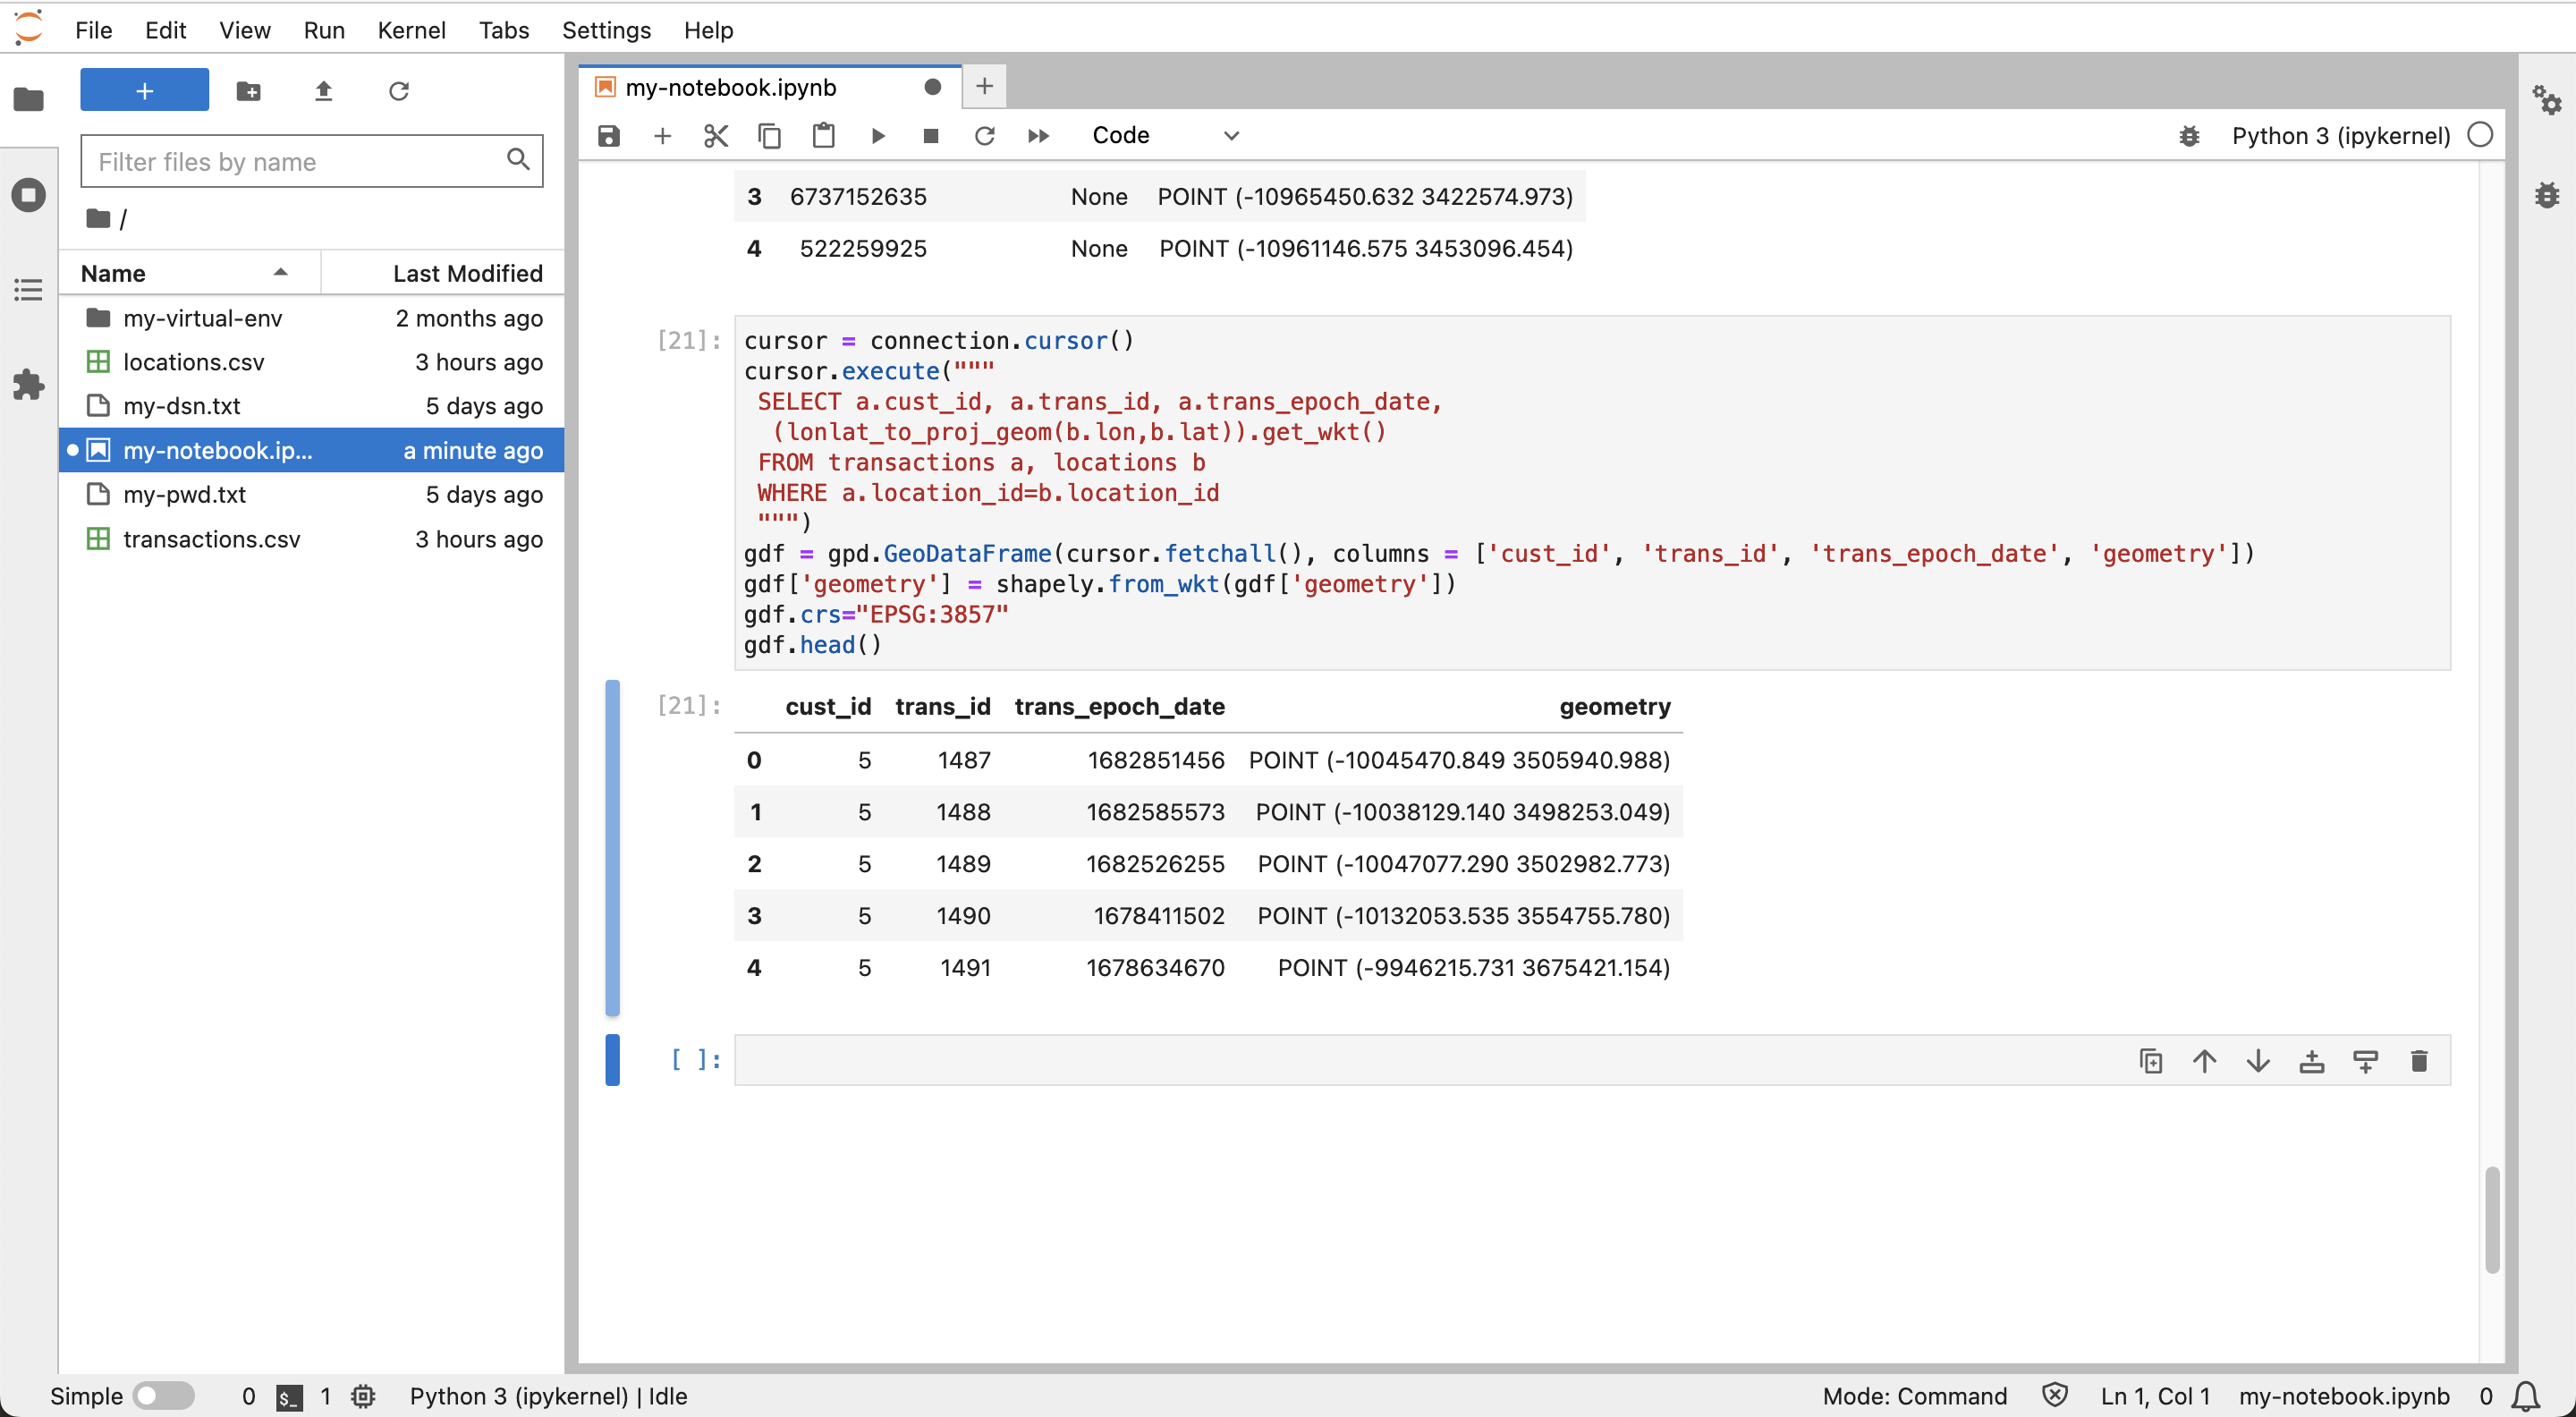 File Edit View Run Kernel Tabs Settings Help
+
Filter files by name
/
Name Last Modified
my-virtual-env 2 months ago
locations.csv 3 hours ago
my-dsn.txt 5 days ago
my-notebook.ip... a minute ago
my-pwd.txt 5 days ago
transactions.csv 3 hours ago
my-notebook.ipynb +
Code Python 3 (ipykernel)
3 6737152635 None POINT (-10965450.632 3422574.973)
4 522259925 None POINT (-10961146.575 3453096.454)
[21]: cursor = connection.cursor()
cursor.execute("""
SELECT a.cust_id, a.trans_id, a.trans_epoch_date,
(lonlat_to_proj_geom(b.lon,b.lat)).get_wkt()
FROM transactions a, locations b
WHERE a.location_id=b.location_id
""")
gdf = gpd.GeoDataFrame(cursor.fetchall(), columns = ['cust_id', 'trans_id', 'trans_epoch_date', 'geometry'])
gdf['geometry'] = shapely.from_wkt(gdf['geometry'])
gdf.crs="EPSG:3857"
gdf.head()
[21]: cust_id trans_id trans_epoch_date geometry
0 5 1487 1682851456 POINT (-10045470.849 3505940.988)
1 5 1488 1682585573 POINT (-10038129.140 3498253.049)
2 5 1489 1682526255 POINT (-10047077.290 3502982.773)
3 5 1490 1678411502 POINT (-10132053.535 3554755.780)
4 5 1491 1678634670 POINT (-9946215.731 3675421.154)
[ ]:
Simple 0 $_ 1 Python 3 (ipykernel) | Idle Mode: Command Ln 1, Col 1 my-notebook.ipynb 0